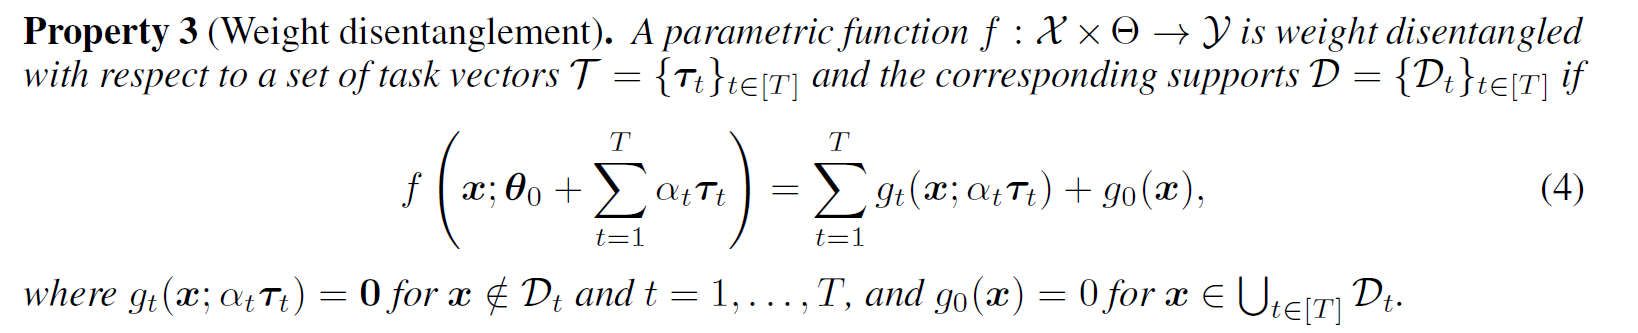 Property 3 (Weight disentanglement). A parametric function f : 𝒳 × Θ → 𝒴 is weight disentangled
with respect to a set of task vectors 𝒯 = {τ_t}_{t∈[T]} and the corresponding supports 𝒟 = {𝒟_t}_{t∈[T]} if
f ( x; θ_0 + ∑_{t=1}^{T} α_t τ_t ) = ∑_{t=1}^{T} g_t(x; α_t τ_t) + g_0(x), (4)
where g_t(x; α_t τ_t) = 0 for x ∉ 𝒟_t and t = 1, . . . , T, and g_0(x) = 0 for x ∈ ⋃_{t∈[T]} 𝒟_t.